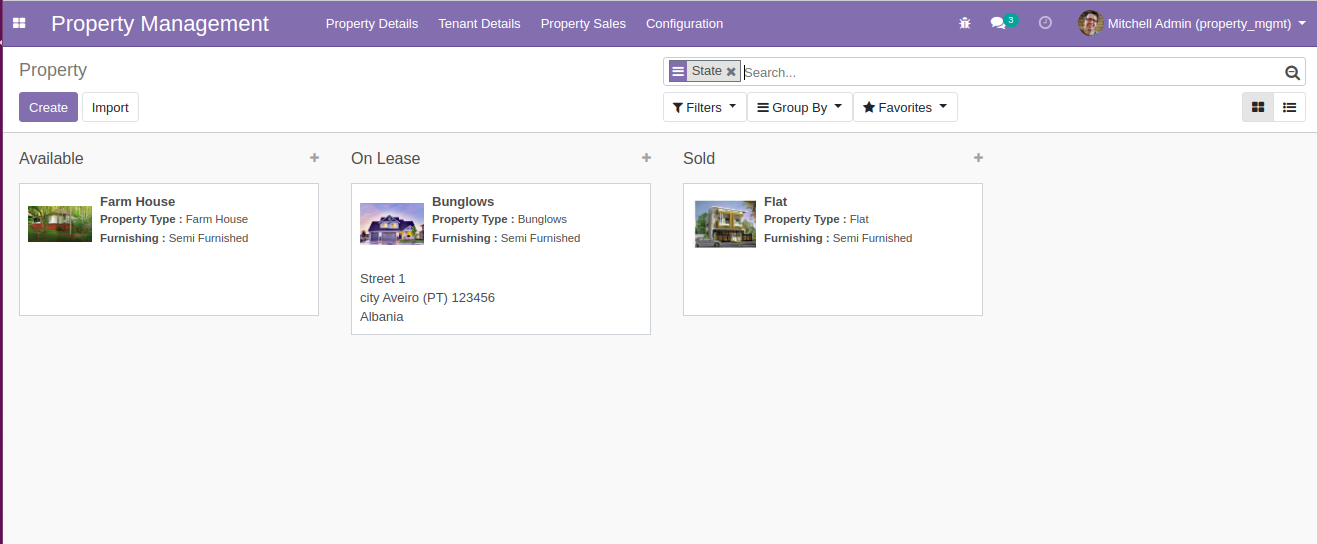 Property Management
Property Details
Tenant Details
Property Sales
Configuration
3
Mitchell Admin (property_mgmt)
Property
State
Search...
Create
Import
Filters
Group By
Favorites
Available
On Lease
Sold
Farm House
Property Type : Farm House
Furnishing : Semi Furnished
Bunglows
Property Type : Bunglows
Furnishing : Semi Furnished
Street 1
city Aveiro (PT) 123456
Albania
Flat
Property Type : Flat
Furnishing : Semi Furnished